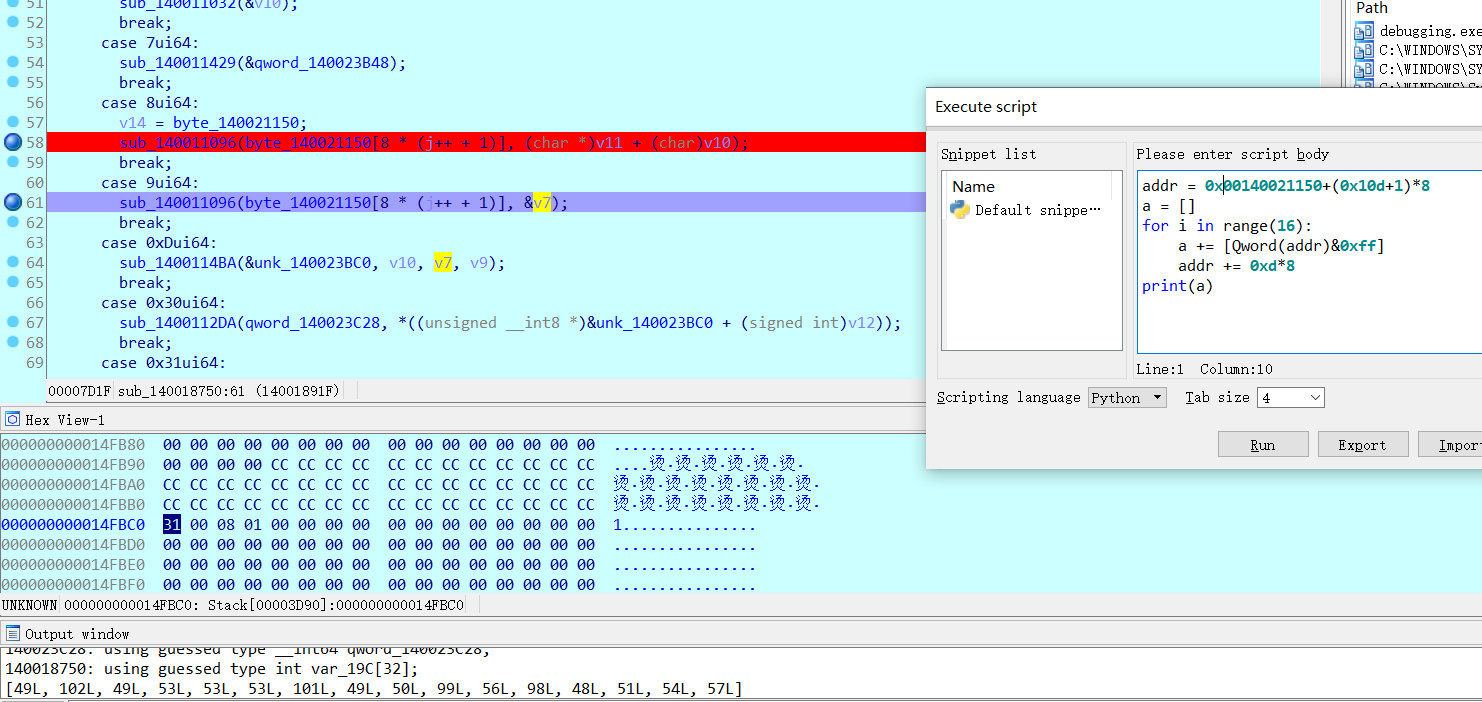 51 sub_140011032(&v10);
52 break;
53 case 7ui64:
54 sub_140011429(&qword_140023B48);
55 break;
56 case 8ui64:
57 v14 = byte_140021150;
58 sub_140011096(byte_140021150[8 * (j++ + 1)], (char *)v11 + (char)v10);
59 break;
60 case 9ui64:
61 sub_140011096(byte_140021150[8 * (j++ + 1)], &v7);
62 break;
63 case 0xDui64:
64 sub_1400114BA(&unk_140023BC0, v10, v7, v9);
65 break;
66 case 0x30ui64:
67 sub_1400112DA(qword_140023C28, *((unsigned __int8 *)&unk_140023BC0 + (signed int)v12));
68 break;
69 case 0x31ui64:
00007D1F sub_140018750:61 (14001891F)
Path
debugging.exe
C:\WINDOWS\SY
C:\WINDOWS\SY
Execute script
Snippet list
Name
Default snippe…
Please enter script body
addr = 0x00140021150+(0x10d+1)*8
a = []
for i in range(16):
    a += [Qword(addr)&0xff]
    addr += 0xd*8
print(a)
Line:1 Column:10
Scripting language Python Tab size 4
Run Export Impor
Hex View-1
000000000014FB80 00 00 00 00 00 00 00 00 00 00 00 00 00 00 00 00 ................
000000000014FB90 00 00 00 00 CC CC CC CC CC CC CC CC CC CC CC CC ....烫.烫.烫.烫.烫.烫.
000000000014FBA0 CC CC CC CC CC CC CC CC CC CC CC CC CC CC CC CC 烫.烫.烫.烫.烫.烫.烫.烫.
000000000014FBB0 CC CC CC CC CC CC CC CC CC CC CC CC CC CC CC CC 烫.烫.烫.烫.烫.烫.烫.烫.
000000000014FBC0 31 00 08 01 00 00 00 00 00 00 00 00 00 00 00 00 1...............
000000000014FBD0 00 00 00 00 00 00 00 00 00 00 00 00 00 00 00 00 ................
000000000014FBE0 00 00 00 00 00 00 00 00 00 00 00 00 00 00 00 00 ................
000000000014FBF0 00 00 00 00 00 00 00 00 00 00 00 00 00 00 00 00 ................
UNKNOWN 000000000014FBC0: Stack[00003D90]:000000000014FBC0
Output window
140023C28: using guessed type __int64 qword_140023C28;
140018750: using guessed type int var_19C[32];
[49L, 102L, 49L, 53L, 53L, 53L, 101L, 49L, 50L, 99L, 56L, 98L, 48L, 51L, 54L, 57L]